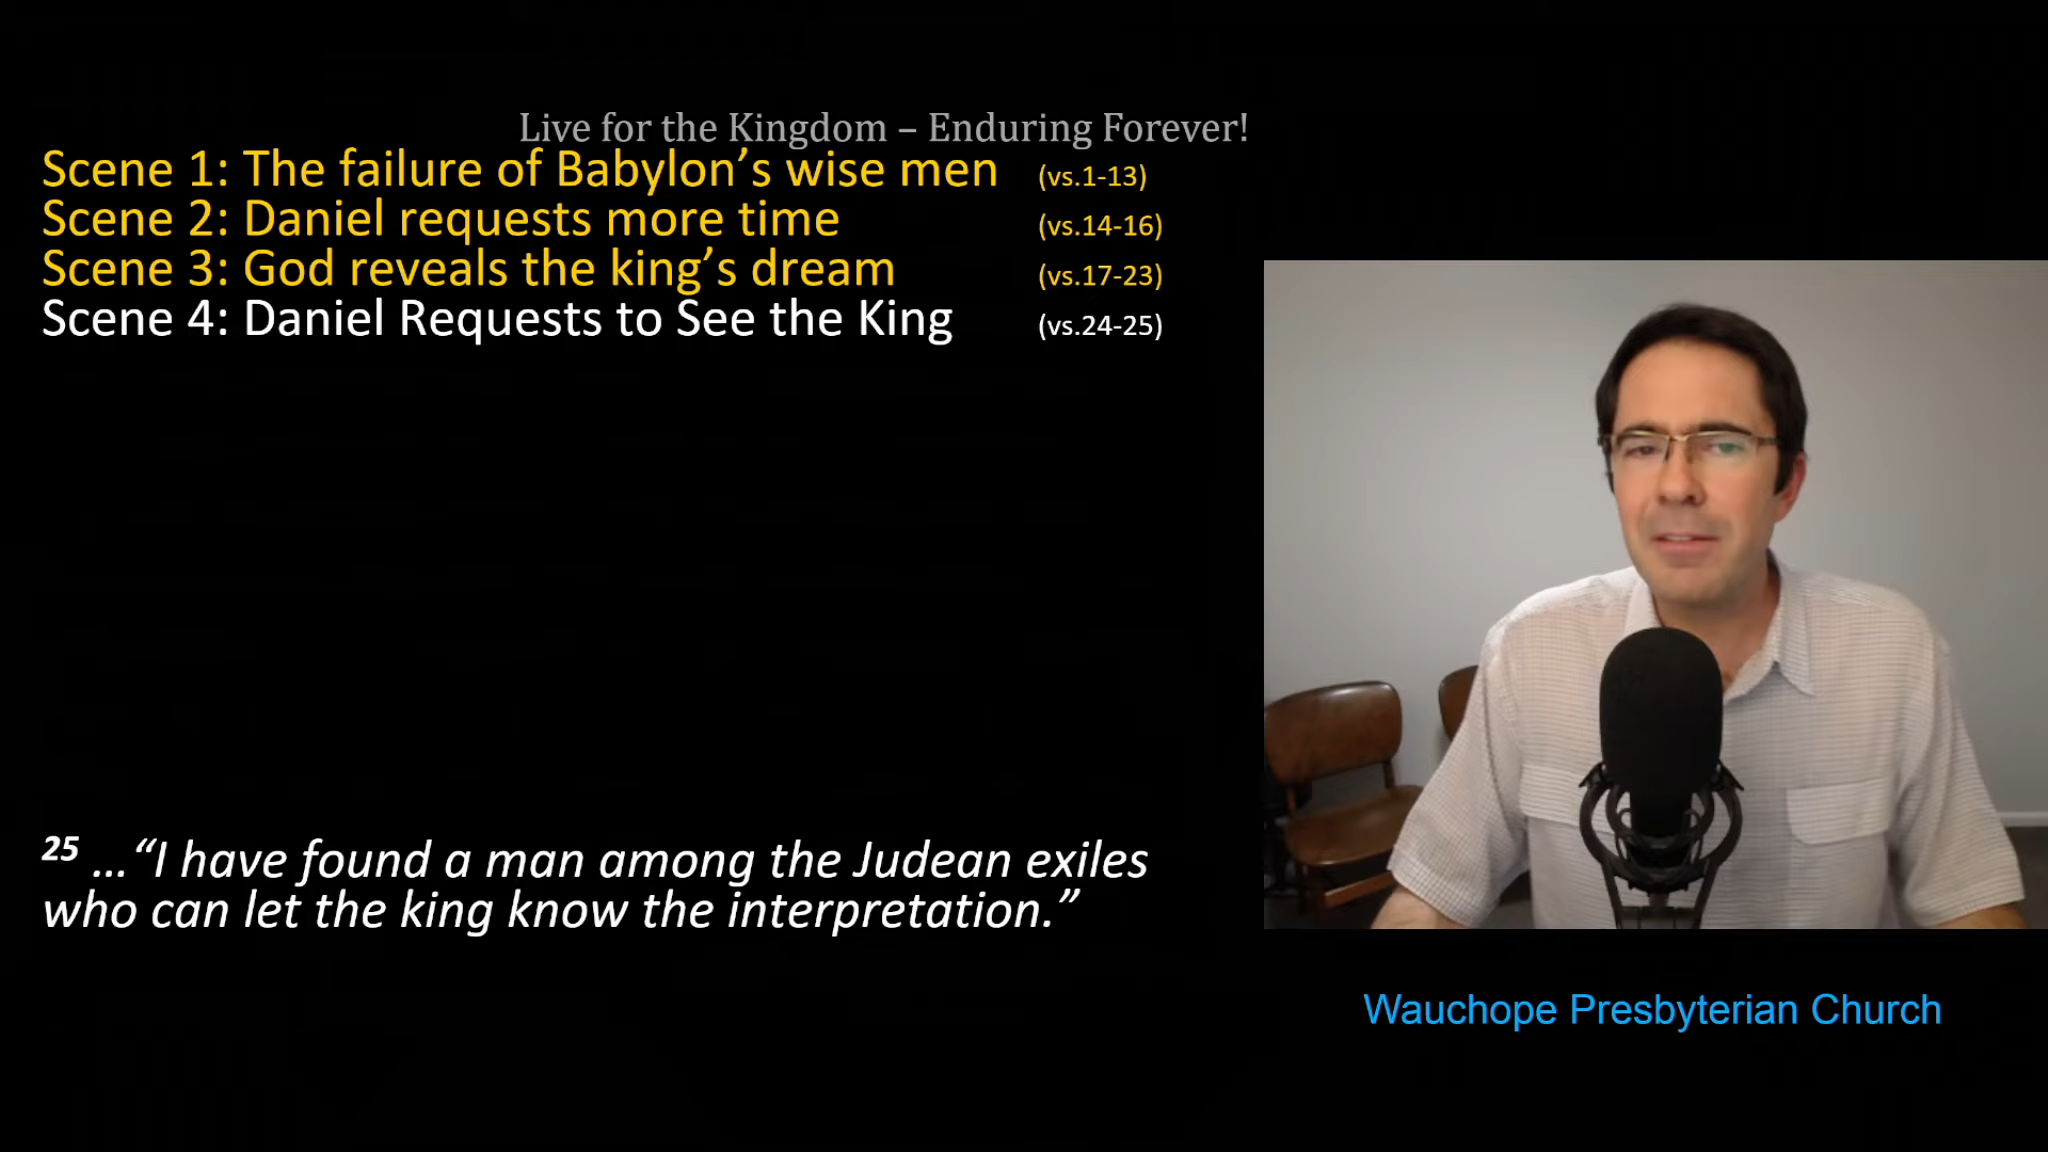 Live for the Kingdom – Enduring Forever!
Scene 1: The failure of Babylon’s wise men (vs.1-13)
Scene 2: Daniel requests more time (vs.14-16)
Scene 3: God reveals the king’s dream (vs.17-23)
Scene 4: Daniel Requests to See the King (vs.24-25)
25 ...“I have found a man among the Judean exiles
who can let the king know the interpretation.”
Wauchope Presbyterian Church